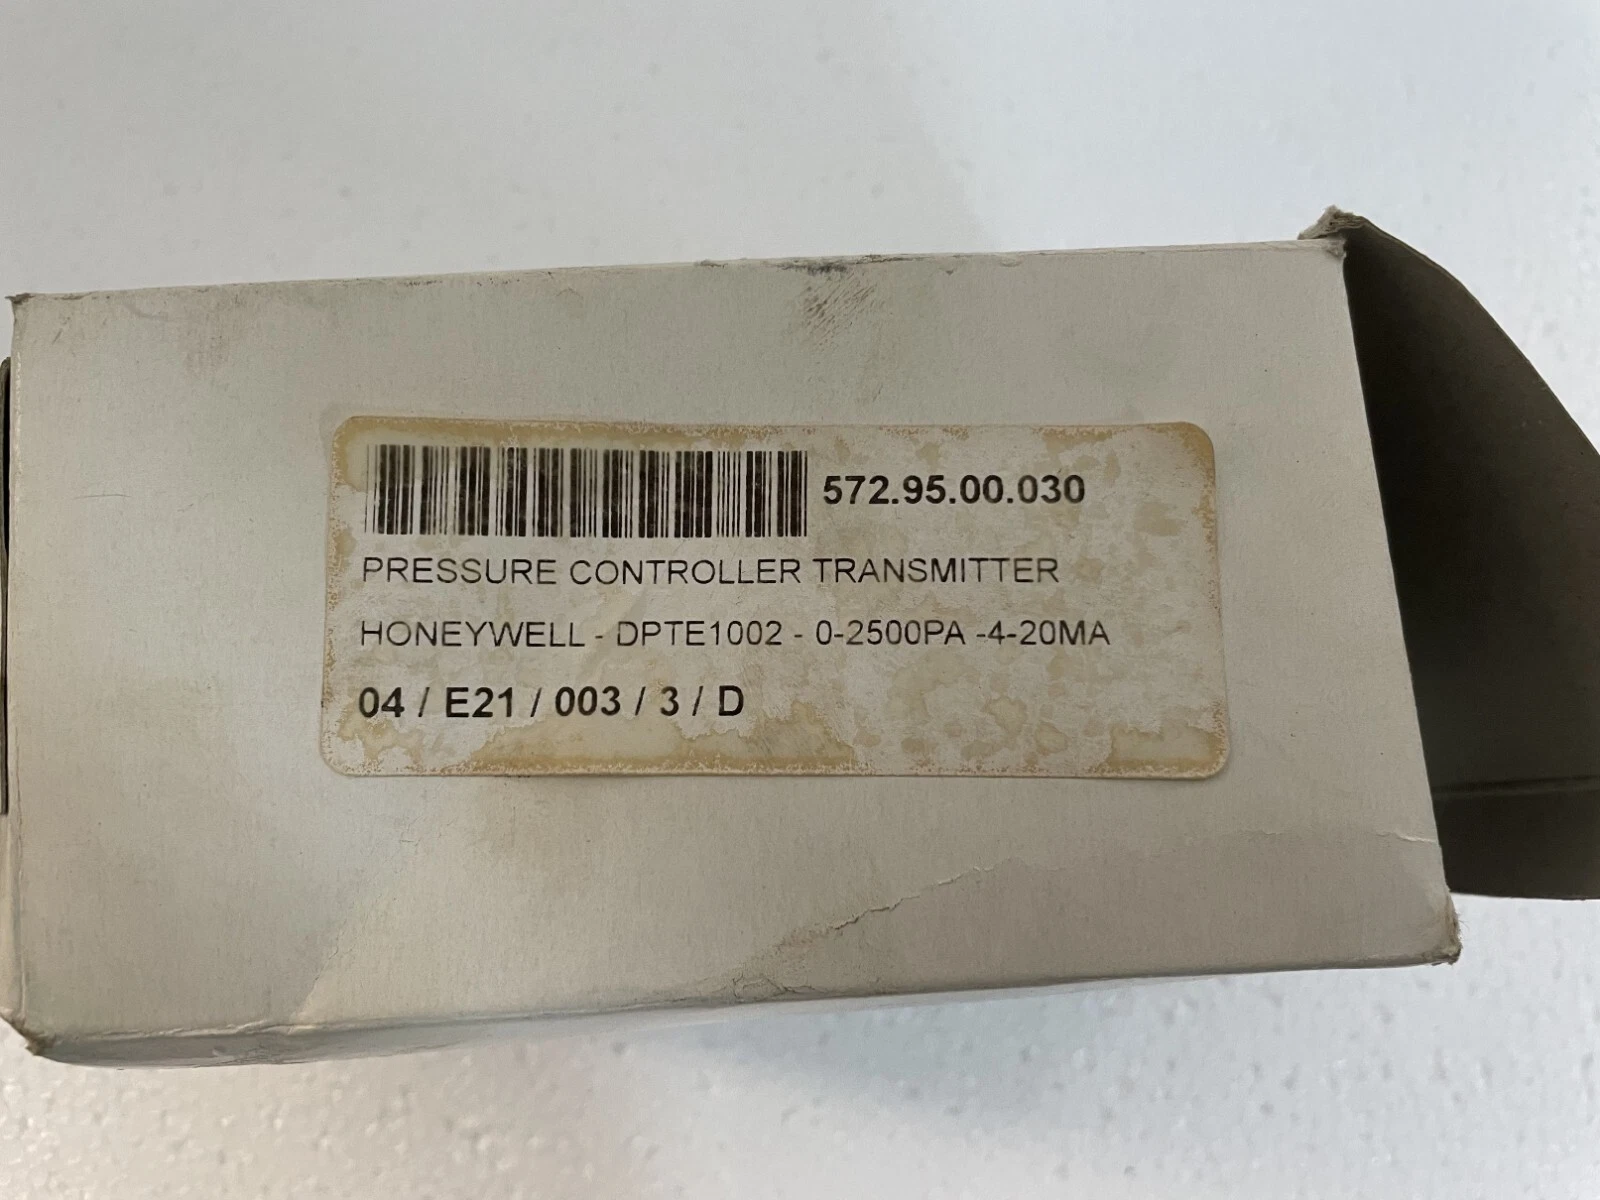 572.95.00.030
PRESSURE CONTROLLER TRANSMITTER
HONEYWELL - DPTE1002 - 0-2500PA -4-20MA
04 / E21 / 003 / 3 / D